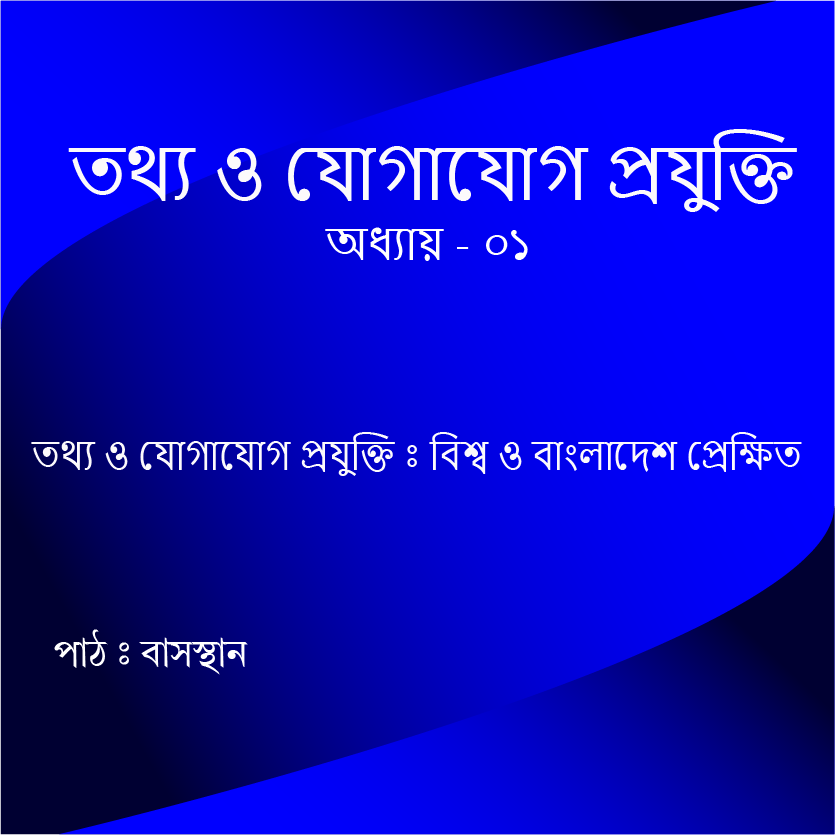 তথ্য ও যোগাযোগ প্রযুক্তি
অধ্যায় - ০১
তথ্য ও যোগাযোগ প্রযুক্তি ঃ বিশ্ব ও বাংলাদেশ প্রেক্ষিত
পাঠ ঃ বাসস্থান